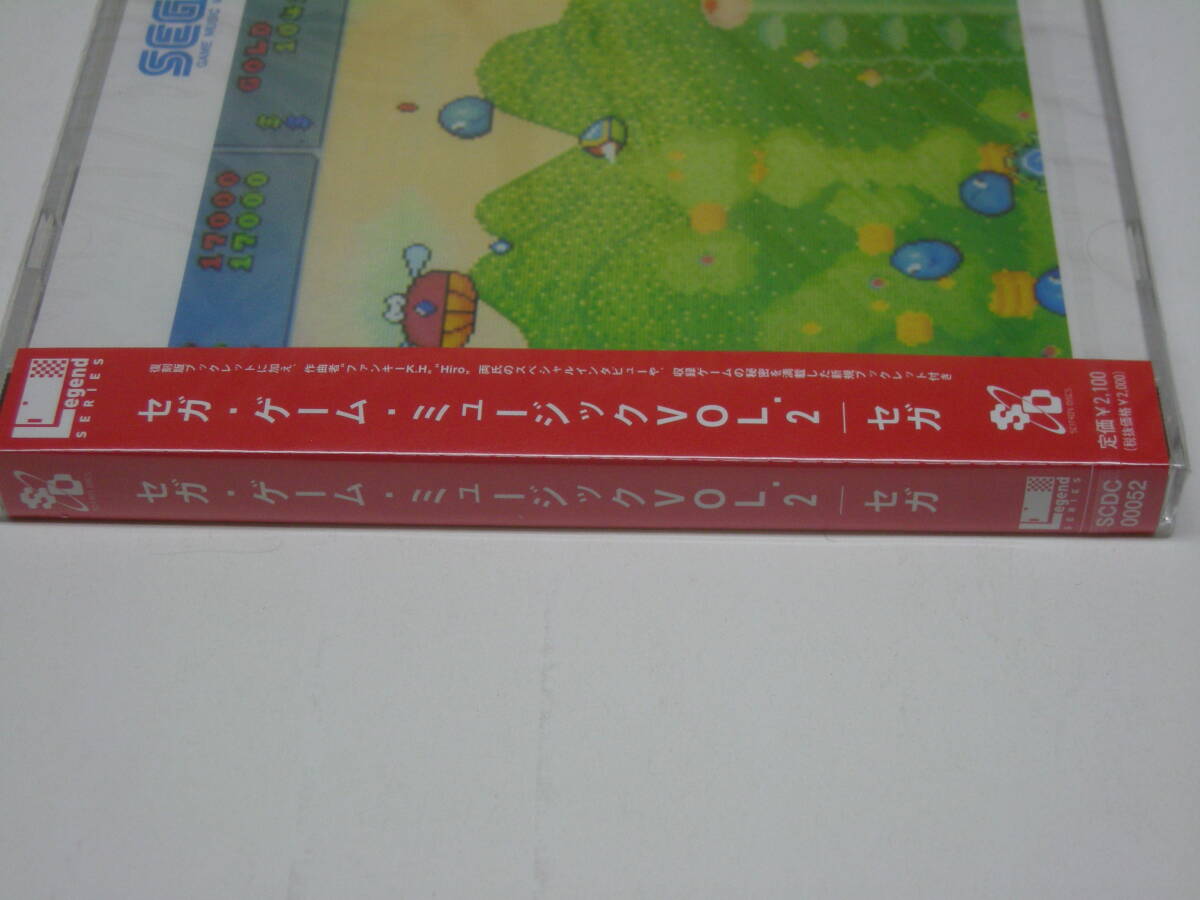 SEG
GAME MUSIC
GOLD
17000
17000
Legend
SERIES
復刻版ブックレットに加え、作曲者"ファンキーK.H."Hiro"両氏のスペシャルインタビューや、収録ゲームの秘密を満載した新規ブックレット付き
セガ・ゲーム・ミュージックVOL.2 セガ
SD
定価¥2,100
(税抜価格¥2,000)
SD
セガ・ゲーム・ミュージックVOL.2 セガ
Legend
SERIES
SCDC
00052